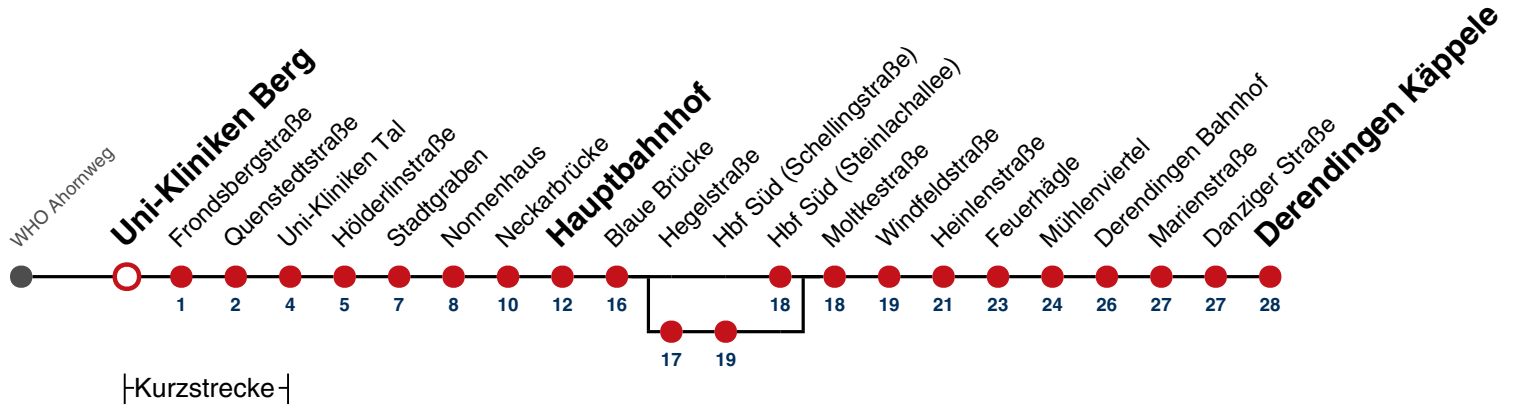 WHO Ahornweg
Uni-Kliniken Berg
Frondsbergstraße
Quenstedtstraße
Uni-Kliniken Tal
Hölderlinstraße
Stadtgraben
Nonnenhaus
Neckarbrücke
Hauptbahnhof
Blaue Brücke
Hegelstraße
Hbf Süd (Schellingstraße)
Hbf Süd (Steinlachallee)
Moltkestraße
Windfeldstraße
Heinlenstraße
Feuerhägle
Mühlenviertel
Derendingen Bahnhof
Marienstraße
Danziger Straße
Derendingen Käppele
1 2 4 5 7 8 10 12 16 18 18 19 21 23 24 26 27 27 28
17 19
Kurzstrecke